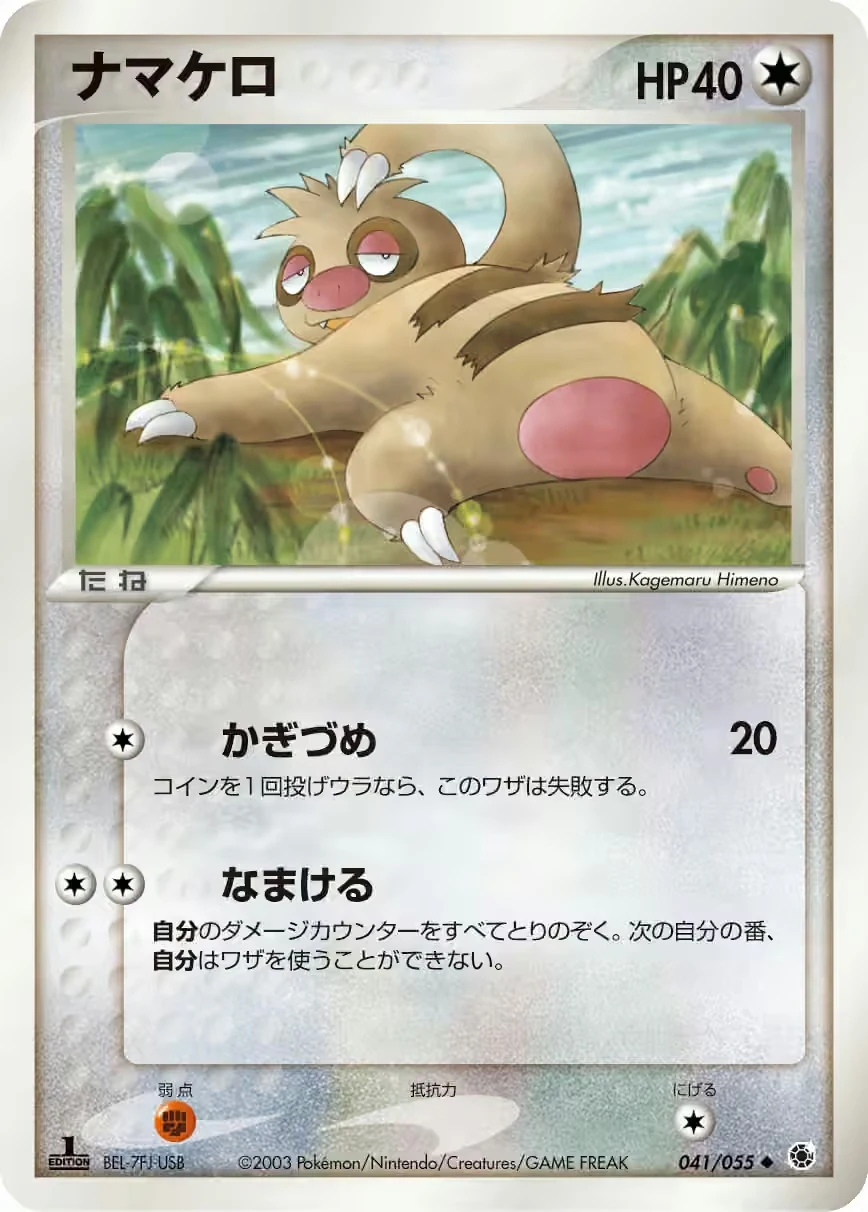 ナマケロ HP40
たね Illus.Kagemaru Himeno
かぎづめ 20
コインを1回投げウラなら、このワザは失敗する。
なまける
自分のダメージカウンターをすべてとりのぞく。次の自分の番、
自分はワザを使うことができない。
弱点 抵抗力 にげる
1 EDITION BEL-7FJ-USB ©2003 Pokémon/Nintendo/Creatures/GAME FREAK 041/055